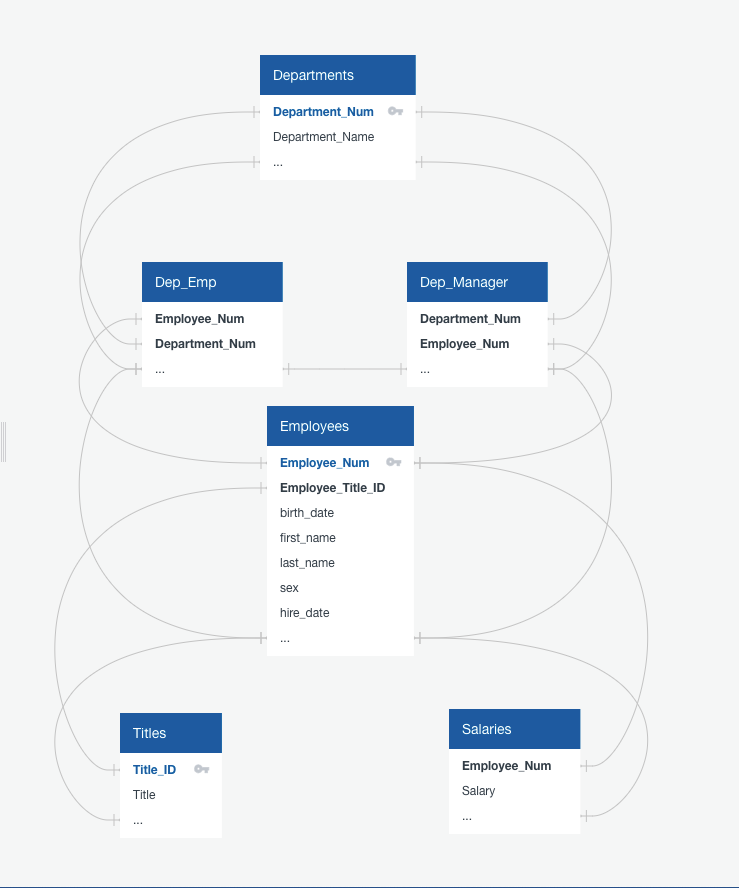 Departments
Department_Num
Department_Name
...
Dep_Emp
Employee_Num
Department_Num
...
Dep_Manager
Department_Num
Employee_Num
...
Employees
Employee_Num
Employee_Title_ID
birth_date
first_name
last_name
sex
hire_date
...
Titles
Title_ID
Title
...
Salaries
Employee_Num
Salary
...